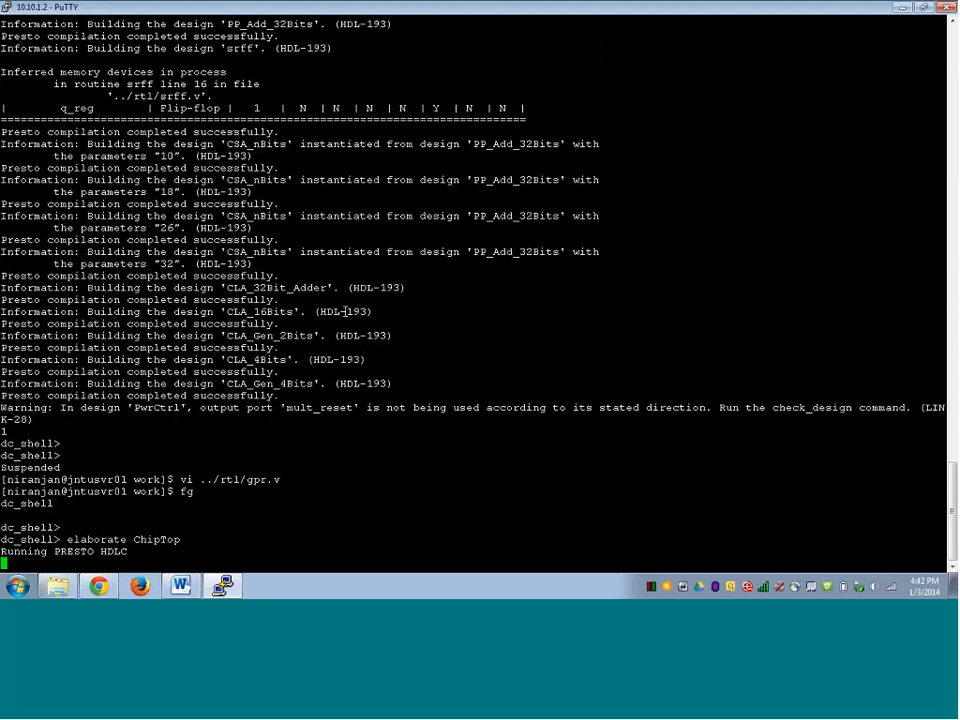 10.10.1.2 - PuTTY
Information: Building the design 'PP_Add_32Bits'. (HDL-193)
Presto compilation completed successfully.
Information: Building the design 'srff'. (HDL-193)
Inferred memory devices in process
in routine srff line 16 in file
'../rtl/srff.v'.
| q_reg | Flip-flop | 1 | N | N | N | N | Y | N | N |
===============================================================================
Presto compilation completed successfully.
Information: Building the design 'CSA_nBits' instantiated from design 'PP_Add_32Bits' with
the parameters "10". (HDL-193)
Presto compilation completed successfully.
Information: Building the design 'CSA_nBits' instantiated from design 'PP_Add_32Bits' with
the parameters "18". (HDL-193)
Presto compilation completed successfully.
Information: Building the design 'CSA_nBits' instantiated from design 'PP_Add_32Bits' with
the parameters "26". (HDL-193)
Presto compilation completed successfully.
Information: Building the design 'CSA_nBits' instantiated from design 'PP_Add_32Bits' with
the parameters "32". (HDL-193)
Presto compilation completed successfully.
Information: Building the design 'CLA_32Bit_Adder'. (HDL-193)
Presto compilation completed successfully.
Information: Building the design 'CLA_16Bits'. (HDL-193)
Presto compilation completed successfully.
Information: Building the design 'CLA_Gen_2Bits'. (HDL-193)
Presto compilation completed successfully.
Information: Building the design 'CLA_4Bits'. (HDL-193)
Presto compilation completed successfully.
Information: Building the design 'CLA_Gen_4Bits'. (HDL-193)
Presto compilation completed successfully.
Warning: In design 'PwrCtrl', output port 'mult_reset' is not being used according to its stated direction. Run the check_design command. (LIN
K-28)
1
dc_shell>
dc_shell>
Suspended
[niranjan@jntusvr01 work]$ vi ../rtl/gpr.v
[niranjan@jntusvr01 work]$ fg
dc_shell
dc_shell>
dc_shell> elaborate ChipTop
Running PRESTO HDLC
4:42 PM
1/3/2014